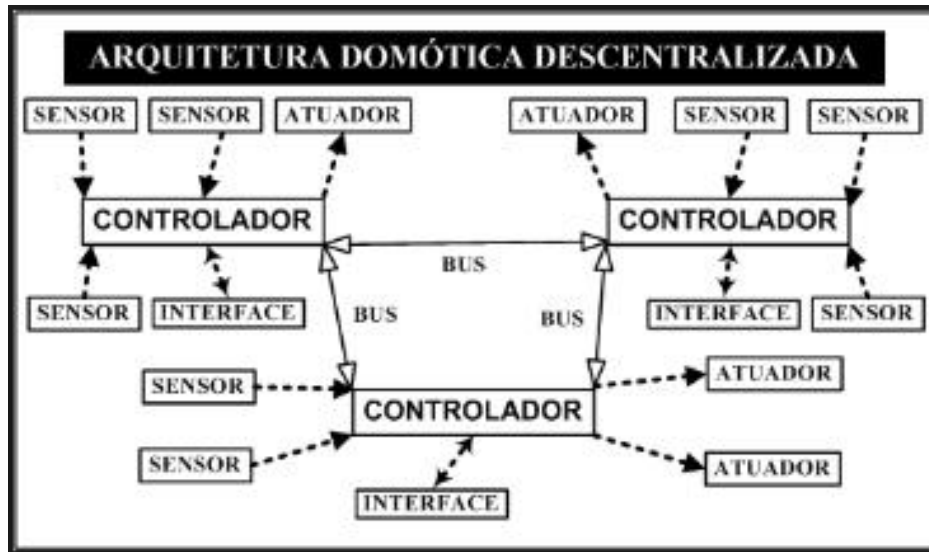 ARQUITETURA DOMÓTICA DESCENTRALIZADA
SENSOR SENSOR ATUADOR ATUADOR SENSOR SENSOR
CONTROLADOR CONTROLADOR
BUS
SENSOR INTERFACE BUS BUS INTERFACE SENSOR
SENSOR ATUADOR
CONTROLADOR
SENSOR ATUADOR
INTERFACE